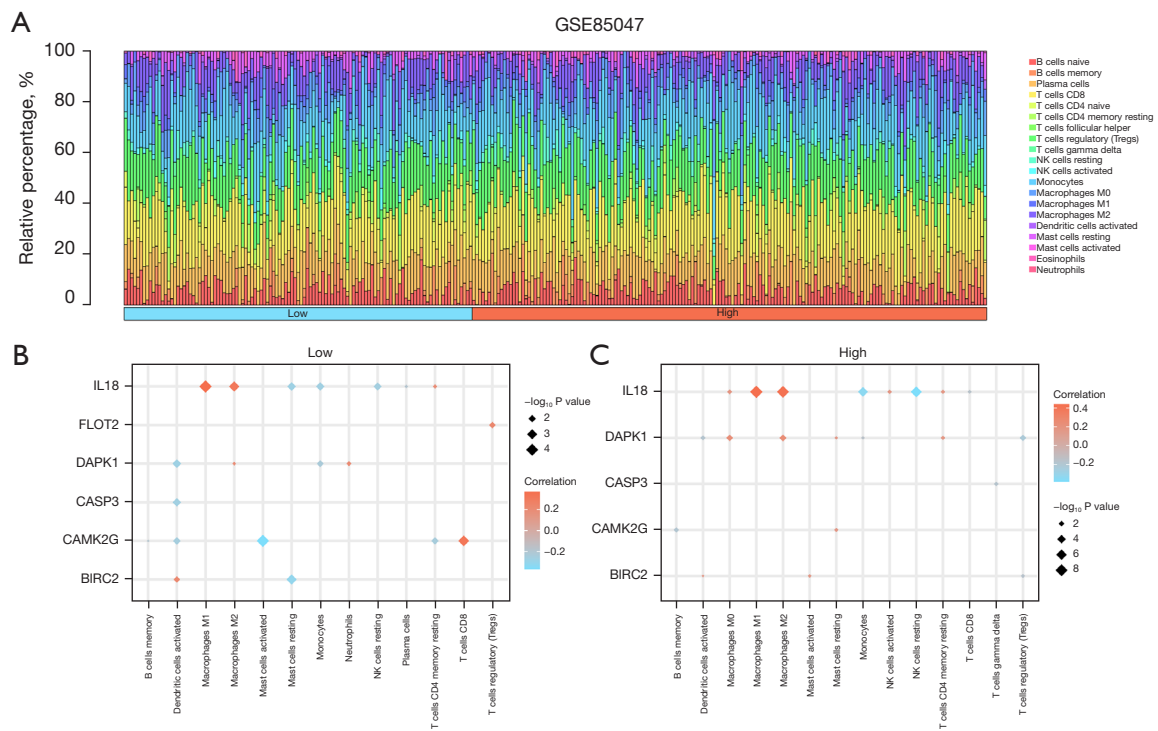 A
GSE85047
Relative percentage, %
100
80
60
40
20
0
Low
High
B cells naive
B cells memory
Plasma cells
T cells CD8
T cells CD4 naive
T cells CD4 memory resting
T cells follicular helper
T cells regulatory (Tregs)
T cells gamma delta
NK cells resting
NK cells activated
Monocytes
Macrophages M0
Macrophages M1
Macrophages M2
Dendritic cells activated
Mast cells resting
Mast cells activated
Eosinophils
Neutrophils
B
Low
IL18
FLOT2
DAPK1
CASP3
CAMK2G
BIRC2
B cells memory
Dendritic cells activated
Macrophages M1
Macrophages M2
Mast cells activated
Mast cells resting
Monocytes
Neutrophils
NK cells resting
Plasma cells
T cells CD4 memory resting
T cells CD8
T cells regulatory (Tregs)
−log10 P value
2
3
4
Correlation
0.2
0.0
−0.2
C
High
IL18
DAPK1
CASP3
CAMK2G
BIRC2
B cells memory
Dendritic cells activated
Macrophages M0
Macrophages M1
Macrophages M2
Mast cells activated
Mast cells resting
Monocytes
NK cells activated
NK cells resting
T cells CD4 memory resting
T cells CD8
T cells gamma delta
T cells regulatory (Tregs)
Correlation
0.4
0.2
0.0
−0.2
−log10 P value
2
4
6
8